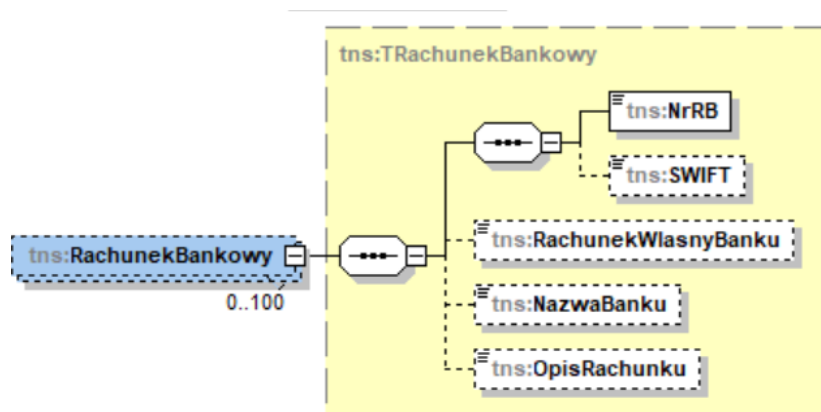 tns:TRachunekBankowy
tns:NrRB
tns:SWIFT
tns:RachunekWlasnyBanku
tns:RachunekBankowy
0..100
tns:NazwaBanku
tns:OpisRachunku